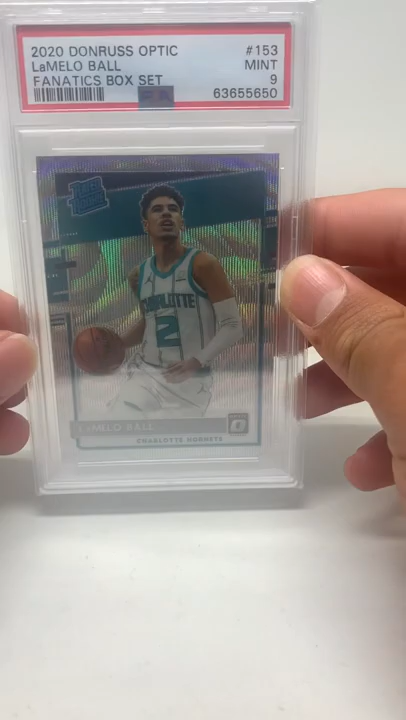 2020 DONRUSS OPTIC #153
LaMELO BALL MINT
FANATICS BOX SET 9
PSA 63655650
RATED ROOKIE
CHARLOTTE
2
LaMELO BALL
CHARLOTTE HORNETS